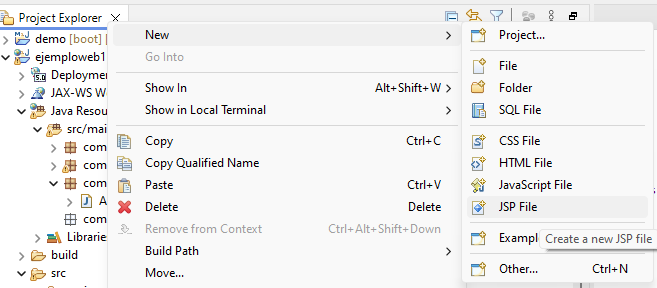 Project Explorer
demo [boot]
ejemploweb1
Deploymen
JAX-WS W
Java Resou
src/mai
com
com
com
A
com
Libraries
build
src
New
Go Into
Show In Alt+Shift+W
Show in Local Terminal
Copy Ctrl+C
Copy Qualified Name
Paste Ctrl+V
Delete Delete
Remove from Context Ctrl+Alt+Shift+Down
Build Path
Move...
Project...
File
Folder
SQL File
CSS File
HTML File
JavaScript File
JSP File
Example
Create a new JSP file
Other... Ctrl+N